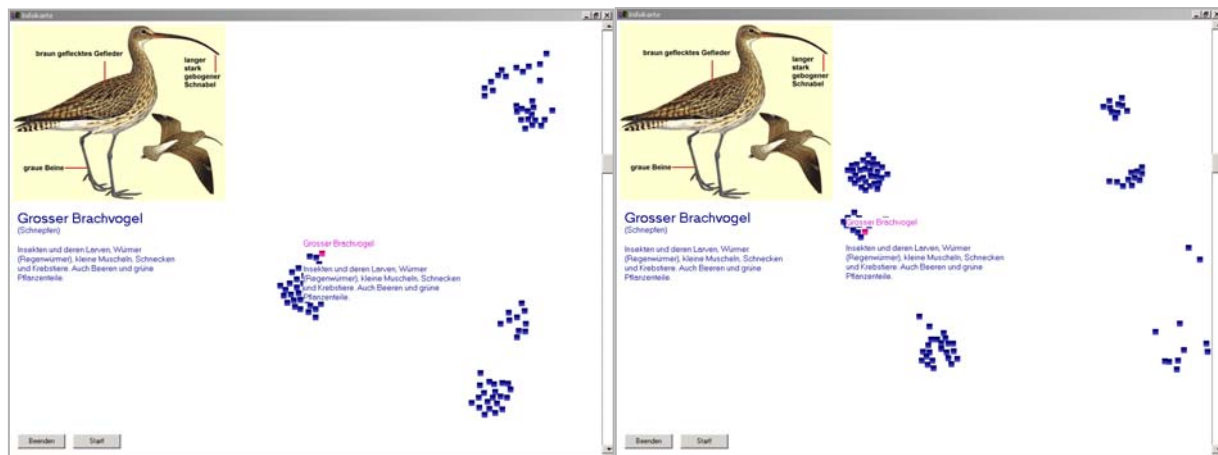 Infokarte
braun geflecktes Gefieder
langer
stark
gebogener
Schnabel
graue Beine
Grosser Brachvogel
(Schnepfen)
Insekten und deren Larven, Würmer
(Regenwürmer), kleine Muscheln, Schnecken
und Krebstiere. Auch Beeren und grüne
Pflanzenteile.
Grosser Brachvogel
Insekten und deren Larven, Würmer
(Regenwürmer), kleine Muscheln, Schnecken
und Krebstiere. Auch Beeren und grüne
Pflanzenteile.
Beenden
Start
Infokarte
braun geflecktes Gefieder
langer
stark
gebogener
Schnabel
graue Beine
Grosser Brachvogel
(Schnepfen)
Insekten und deren Larven, Würmer
(Regenwürmer), kleine Muscheln, Schnecken
und Krebstiere. Auch Beeren und grüne
Pflanzenteile.
Grosser Brachvogel
Insekten und deren Larven, Würmer
(Regenwürmer), kleine Muscheln, Schnecken
und Krebstiere. Auch Beeren und grüne
Pflanzenteile.
Beenden
Start